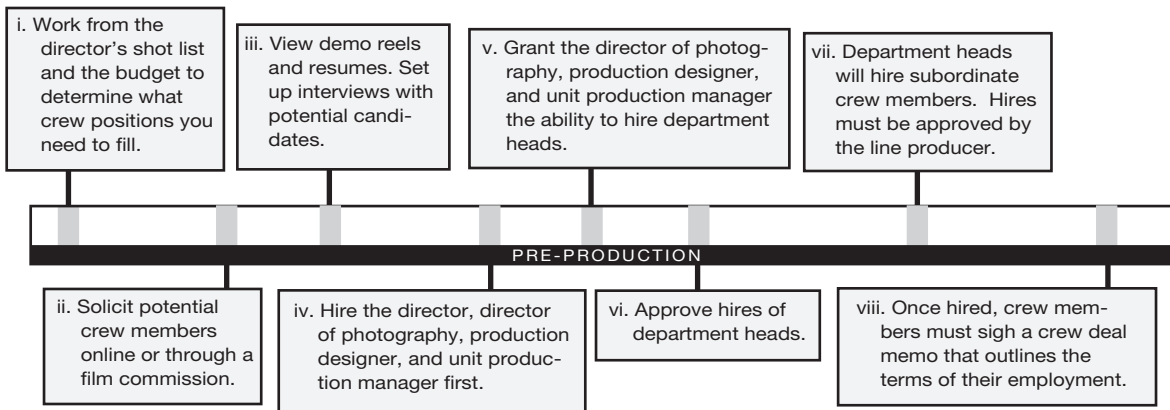 i. Work from the
director's shot list
and the budget to
determine what
crew positions you
need to fill.
iii. View demo reels
and resumes. Set
up interviews with
potential candi-
dates.
v. Grant the director of photog-
raphy, production designer,
and unit production manager
the ability to hire department
heads.
vii. Department heads
will hire subordinate
crew members. Hires
must be approved by
the line producer.
PRE-PRODUCTION
ii. Solicit potential
crew members
online or through a
film commission.
iv. Hire the director, director
of photography, production
designer, and unit produc-
tion manager first.
vi. Approve hires of
department heads.
viii. Once hired, crew mem-
bers must sigh a crew deal
memo that outlines the
terms of their employment.